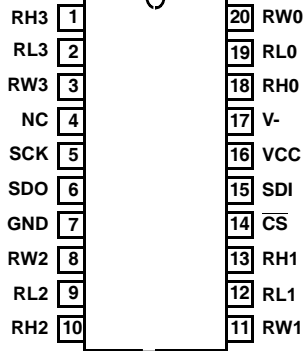 RH3 1 20 RW0
RL3 2 19 RL0
RW3 3 18 RH0
NC 4 17 V-
SCK 5 16 VCC
SDO 6 15 SDI
GND 7 14 C̅S̅
RW2 8 13 RH1
RL2 9 12 RL1
RH2 10 11 RW1